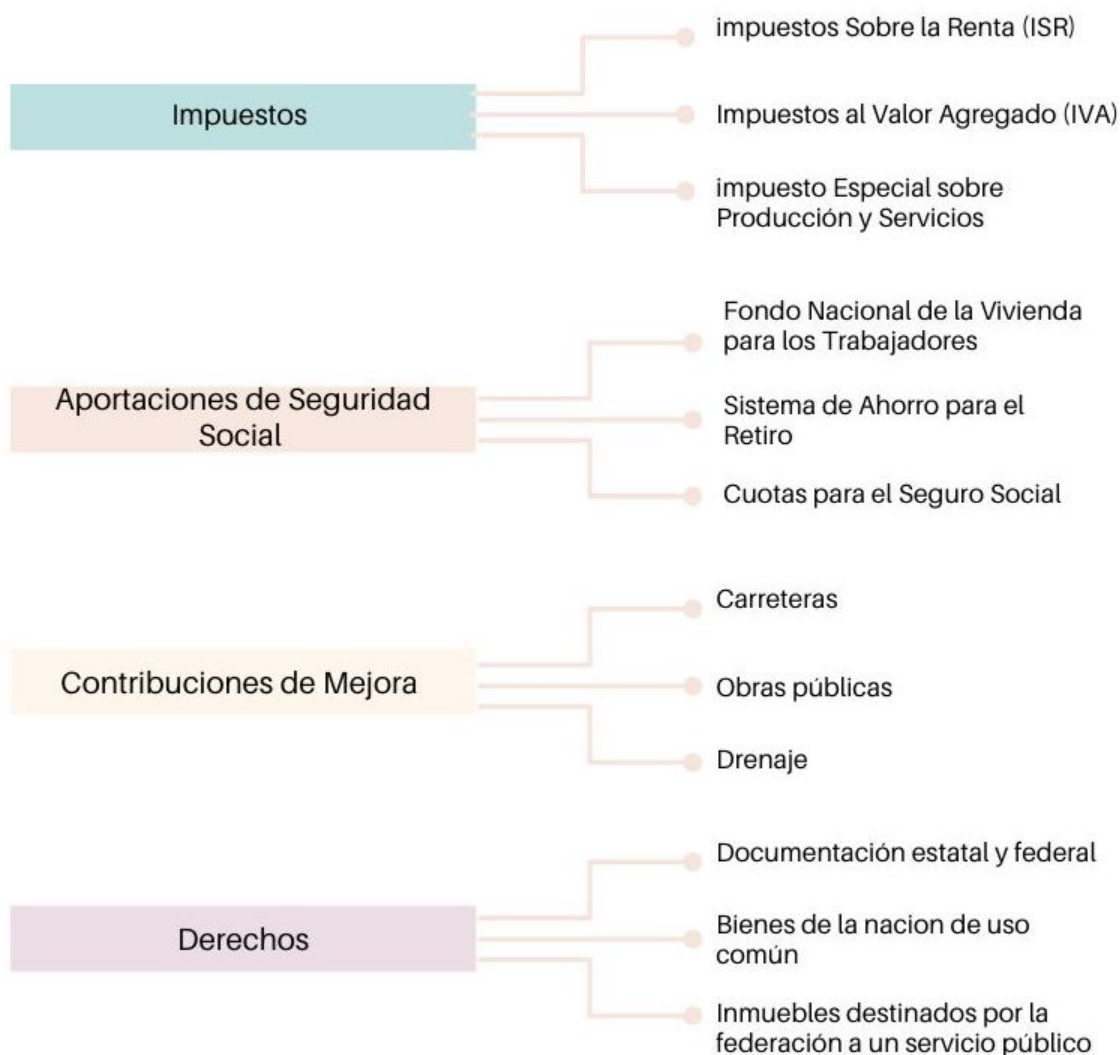 Impuestos
impuestos Sobre la Renta (ISR)
Impuestos al Valor Agregado (IVA)
impuesto Especial sobre
Producción y Servicios
Aportaciones de Seguridad
Social
Fondo Nacional de la Vivienda
para los Trabajadores
Sistema de Ahorro para el
Retiro
Cuotas para el Seguro Social
Contribuciones de Mejora
Carreteras
Obras públicas
Drenaje
Derechos
Documentación estatal y federal
Bienes de la nacion de uso
común
Inmuebles destinados por la
federación a un servicio público